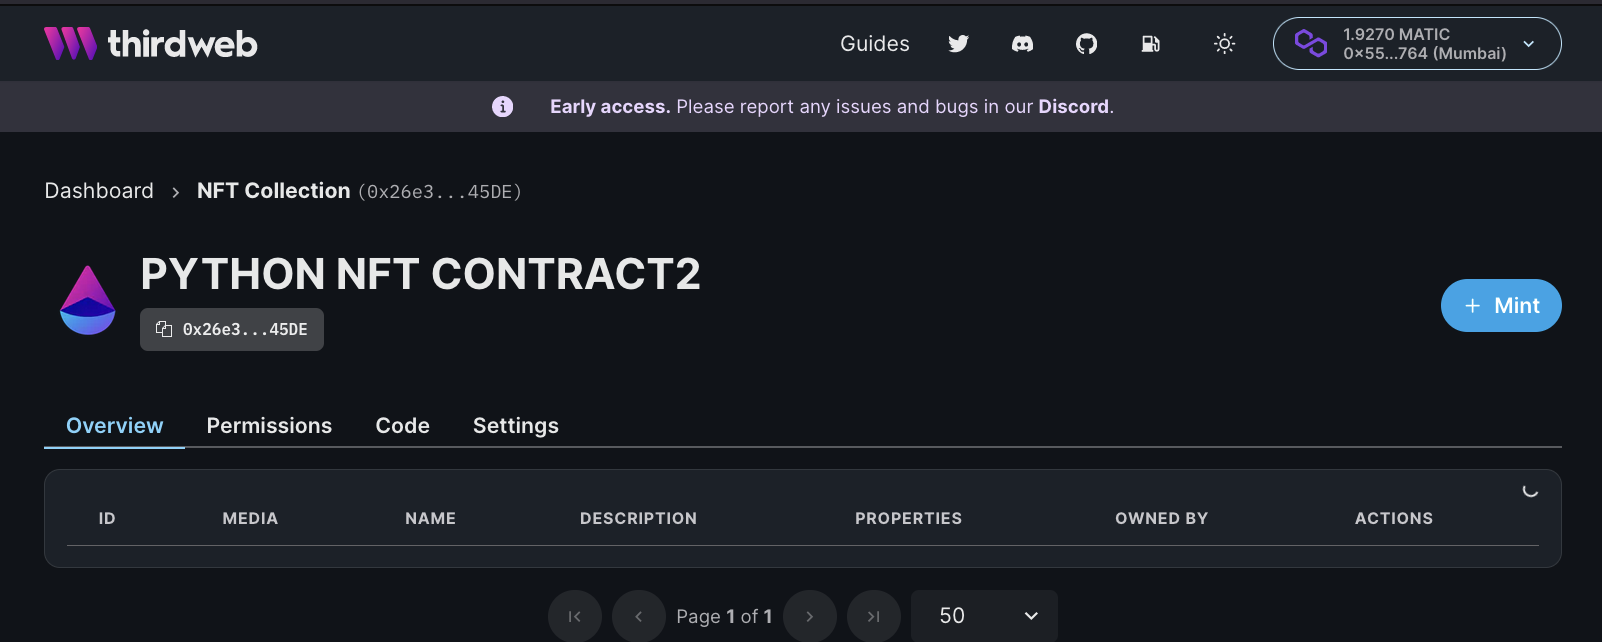 thirdweb
Guides
1.9270 MATIC
0x55...764 (Mumbai)
Early access. Please report any issues and bugs in our Discord.
Dashboard › NFT Collection (0x26e3...45DE)
PYTHON NFT CONTRACT2
0x26e3...45DE
+ Mint
Overview Permissions Code Settings
ID MEDIA NAME DESCRIPTION PROPERTIES OWNED BY ACTIONS
Page 1 of 1 50